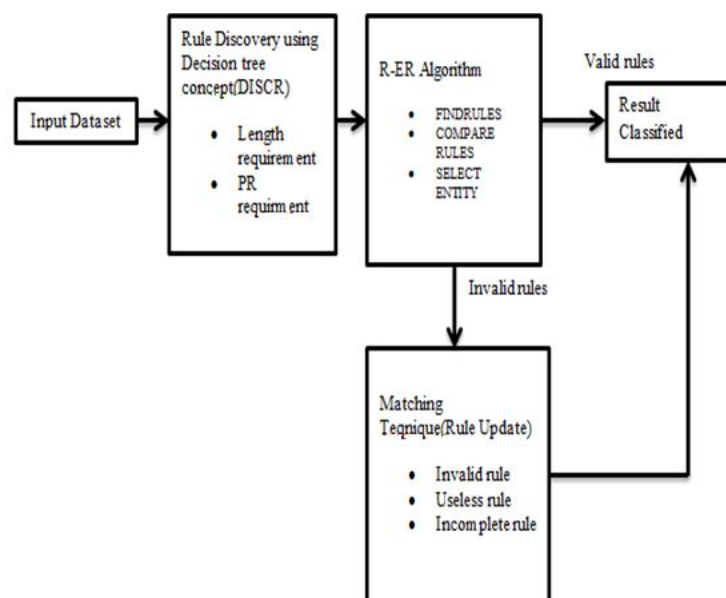 Input Dataset
Rule Discovery using
Decision tree
concept(DISCR)
• Length
requirement
• PR
requirment
R-ER Algorithm
• FINDRULES
• COMPARE
RULES
• SELECT
ENTITY
Valid rules
Result
Classified
Invalid rules
Matching
Teqnique(Rule Update)
• Invalid rule
• Useless rule
• Incomplete rule